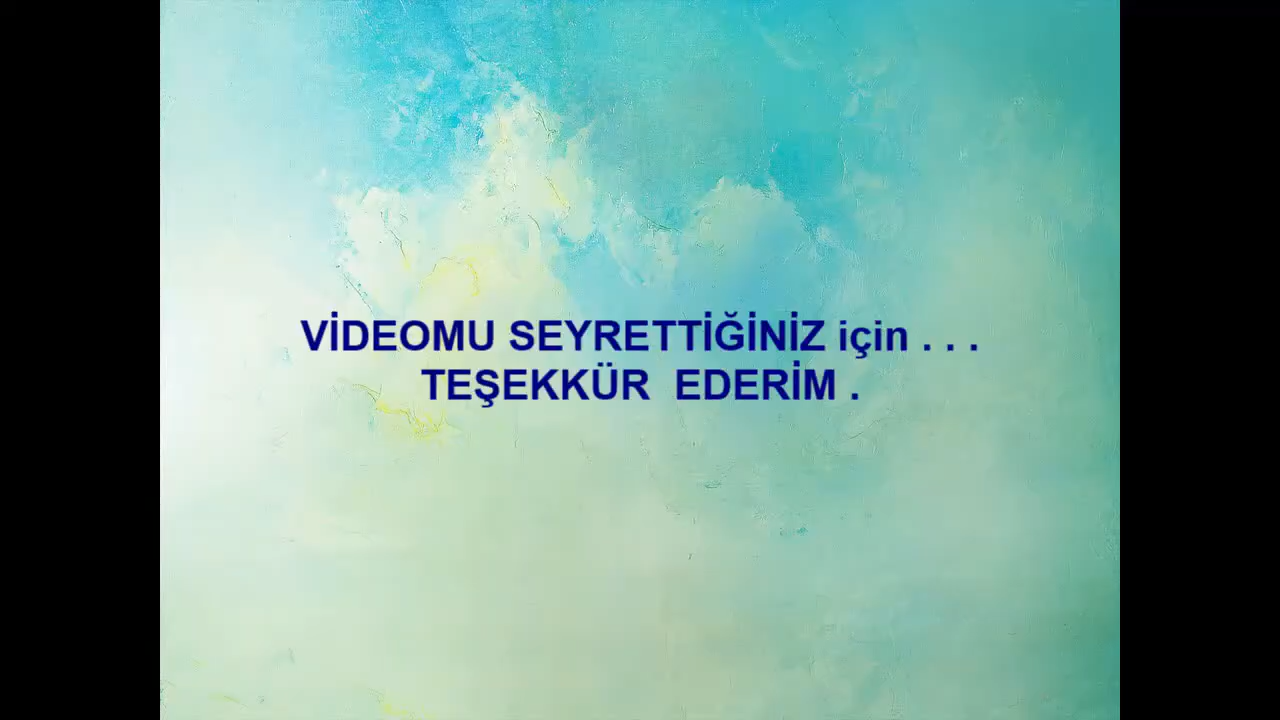 VİDEOMU SEYRETTİĞİNİZ için . . .
TEŞEKKÜR  EDERİM .